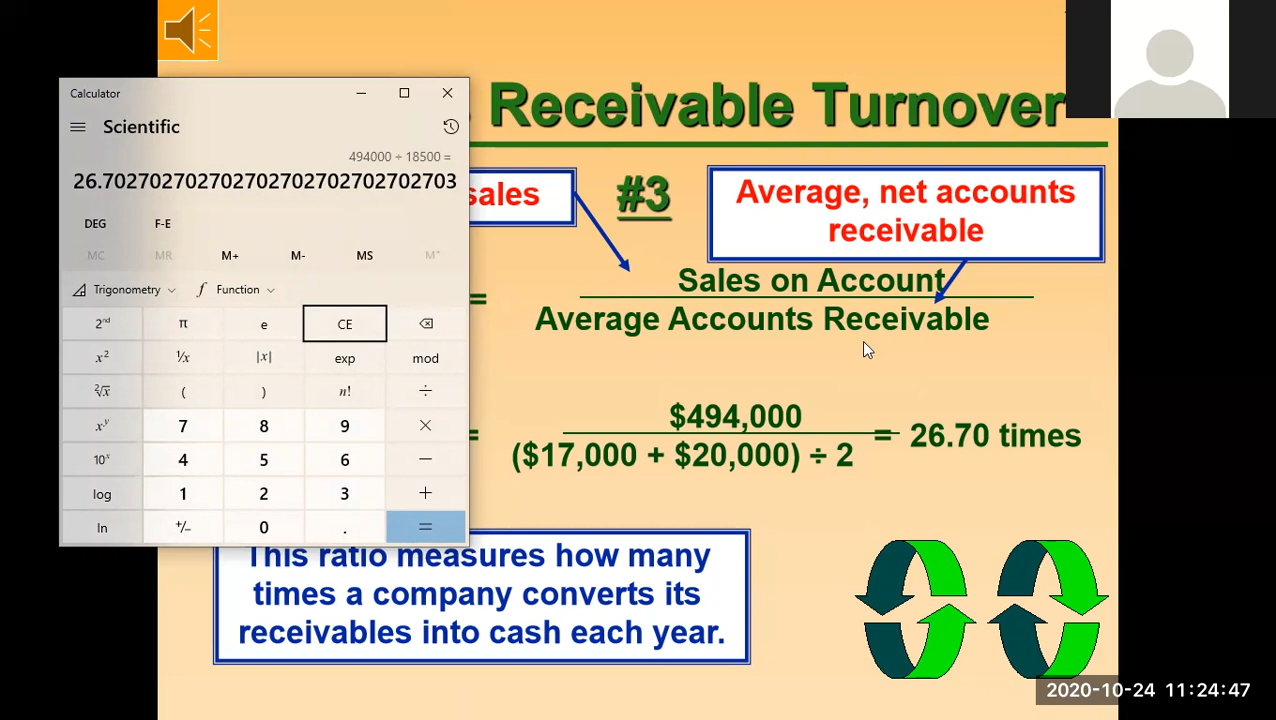 Receivable Turnover
Calculator
Scientific
494000 ÷ 18500 =
26.702702702702702702702702702703
DEG
F-E
MC
MR
M+
M-
MS
M˅
Trigonometry
Function
2nd
π
e
CE
x²
¹/x
|x|
exp
mod
²√x
(
)
n!
÷
xʸ
7
8
9
×
10ˣ
4
5
6
−
log
1
2
3
+
ln
+/−
0
.
=
sales
#3
Average, net accounts
receivable
=
Sales on Account
Average Accounts Receivable
=
$494,000
($17,000 + $20,000) ÷ 2
= 26.70 times
This ratio measures how many
times a company converts its
receivables into cash each year.
2020-10-24 11:24:47